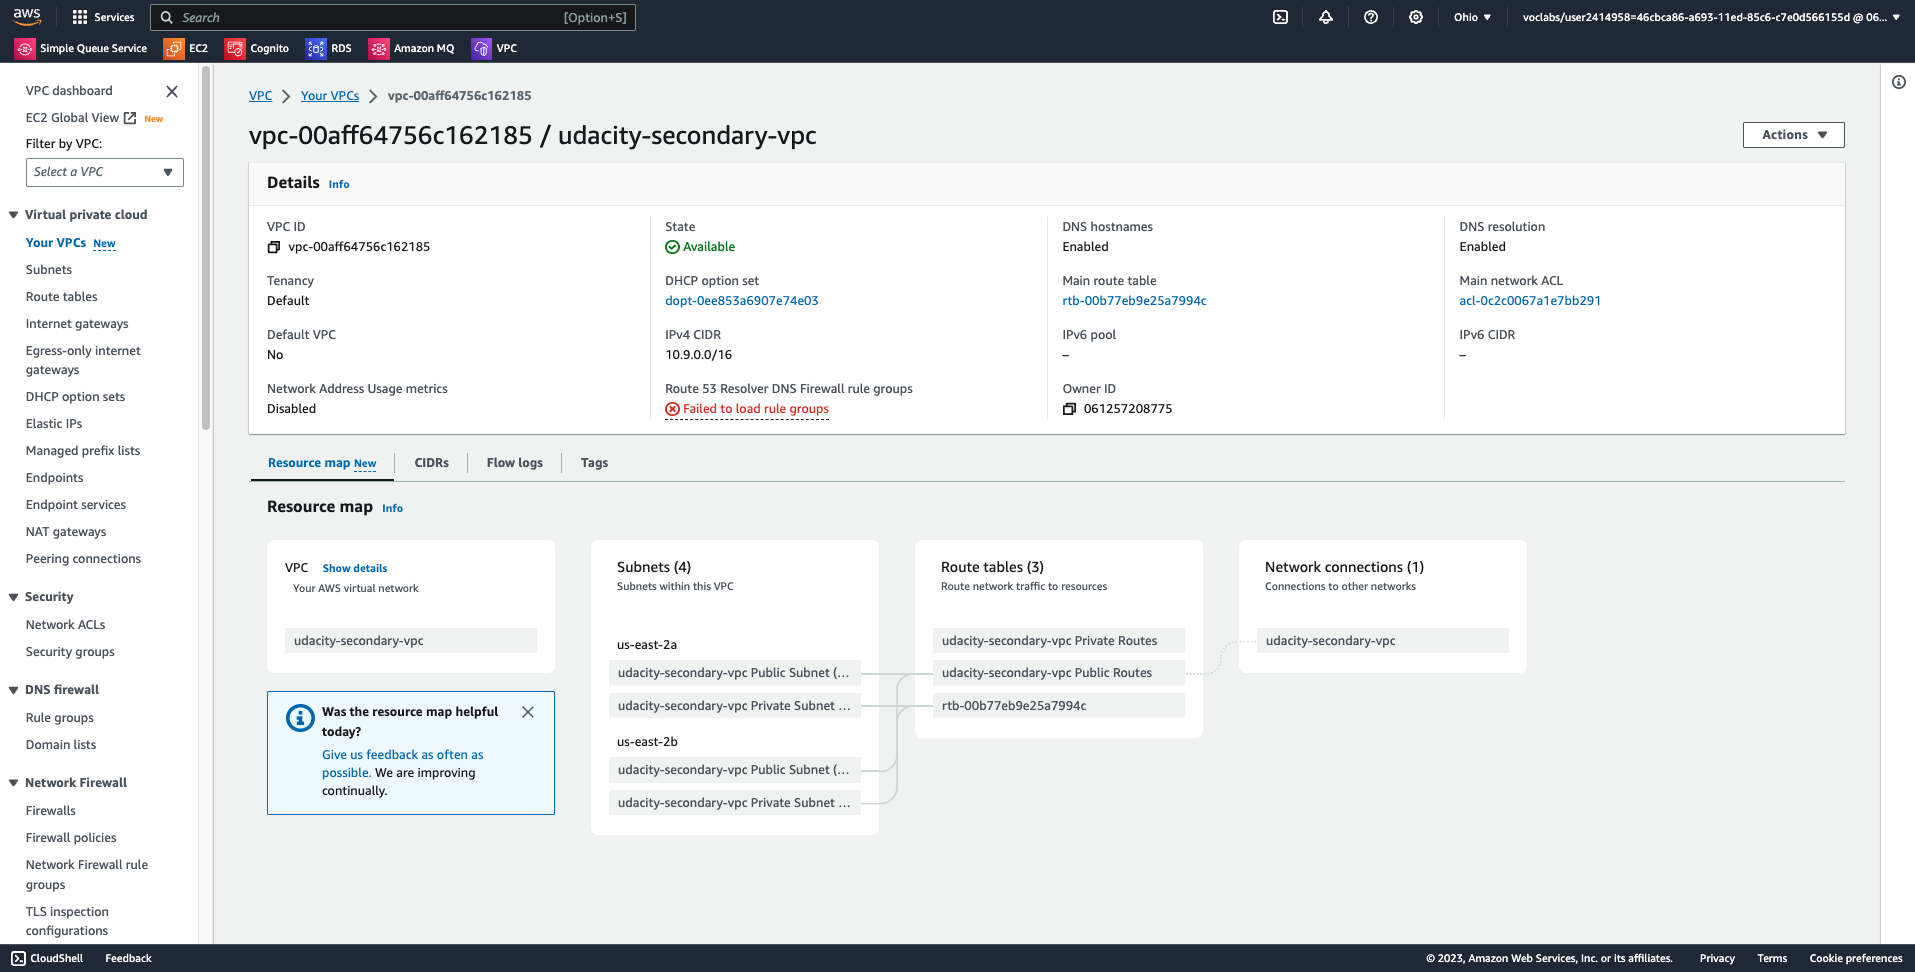 aws
Services
Search
[Option+S]
Ohio
voclabs/user2414958=46cbca86-a693-11ed-85c6-c7e0d566155d @ 06...
Simple Queue Service
EC2
Cognito
RDS
Amazon MQ
VPC
VPC dashboard
EC2 Global View New
Filter by VPC:
Select a VPC
Virtual private cloud
Your VPCs New
Subnets
Route tables
Internet gateways
Egress-only internet
gateways
DHCP option sets
Elastic IPs
Managed prefix lists
Endpoints
Endpoint services
NAT gateways
Peering connections
Security
Network ACLs
Security groups
DNS firewall
Rule groups
Domain lists
Network Firewall
Firewalls
Firewall policies
Network Firewall rule
groups
TLS inspection
configurations
VPC
Your VPCs
vpc-00aff64756c162185
vpc-00aff64756c162185 / udacity-secondary-vpc
Actions
Details Info
VPC ID
vpc-00aff64756c162185
State
Available
DNS hostnames
Enabled
DNS resolution
Enabled
Tenancy
Default
DHCP option set
dopt-0ee853a6907e74e03
Main route table
rtb-00b77eb9e25a7994c
Main network ACL
acl-0c2c0067a1e7bb291
Default VPC
No
IPv4 CIDR
10.9.0.0/16
IPv6 pool
–
IPv6 CIDR
–
Network Address Usage metrics
Disabled
Route 53 Resolver DNS Firewall rule groups
Failed to load rule groups
Owner ID
061257208775
Resource map New
CIDRs
Flow logs
Tags
Resource map Info
VPC Show details
Your AWS virtual network
udacity-secondary-vpc
Was the resource map helpful
today?
Give us feedback as often as
possible. We are improving
continually.
Subnets (4)
Subnets within this VPC
us-east-2a
udacity-secondary-vpc Public Subnet (...
udacity-secondary-vpc Private Subnet ...
us-east-2b
udacity-secondary-vpc Public Subnet (...
udacity-secondary-vpc Private Subnet ...
Route tables (3)
Route network traffic to resources
udacity-secondary-vpc Private Routes
udacity-secondary-vpc Public Routes
rtb-00b77eb9e25a7994c
Network connections (1)
Connections to other networks
udacity-secondary-vpc
CloudShell
Feedback
© 2023, Amazon Web Services, Inc. or its affiliates.
Privacy
Terms
Cookie preferences